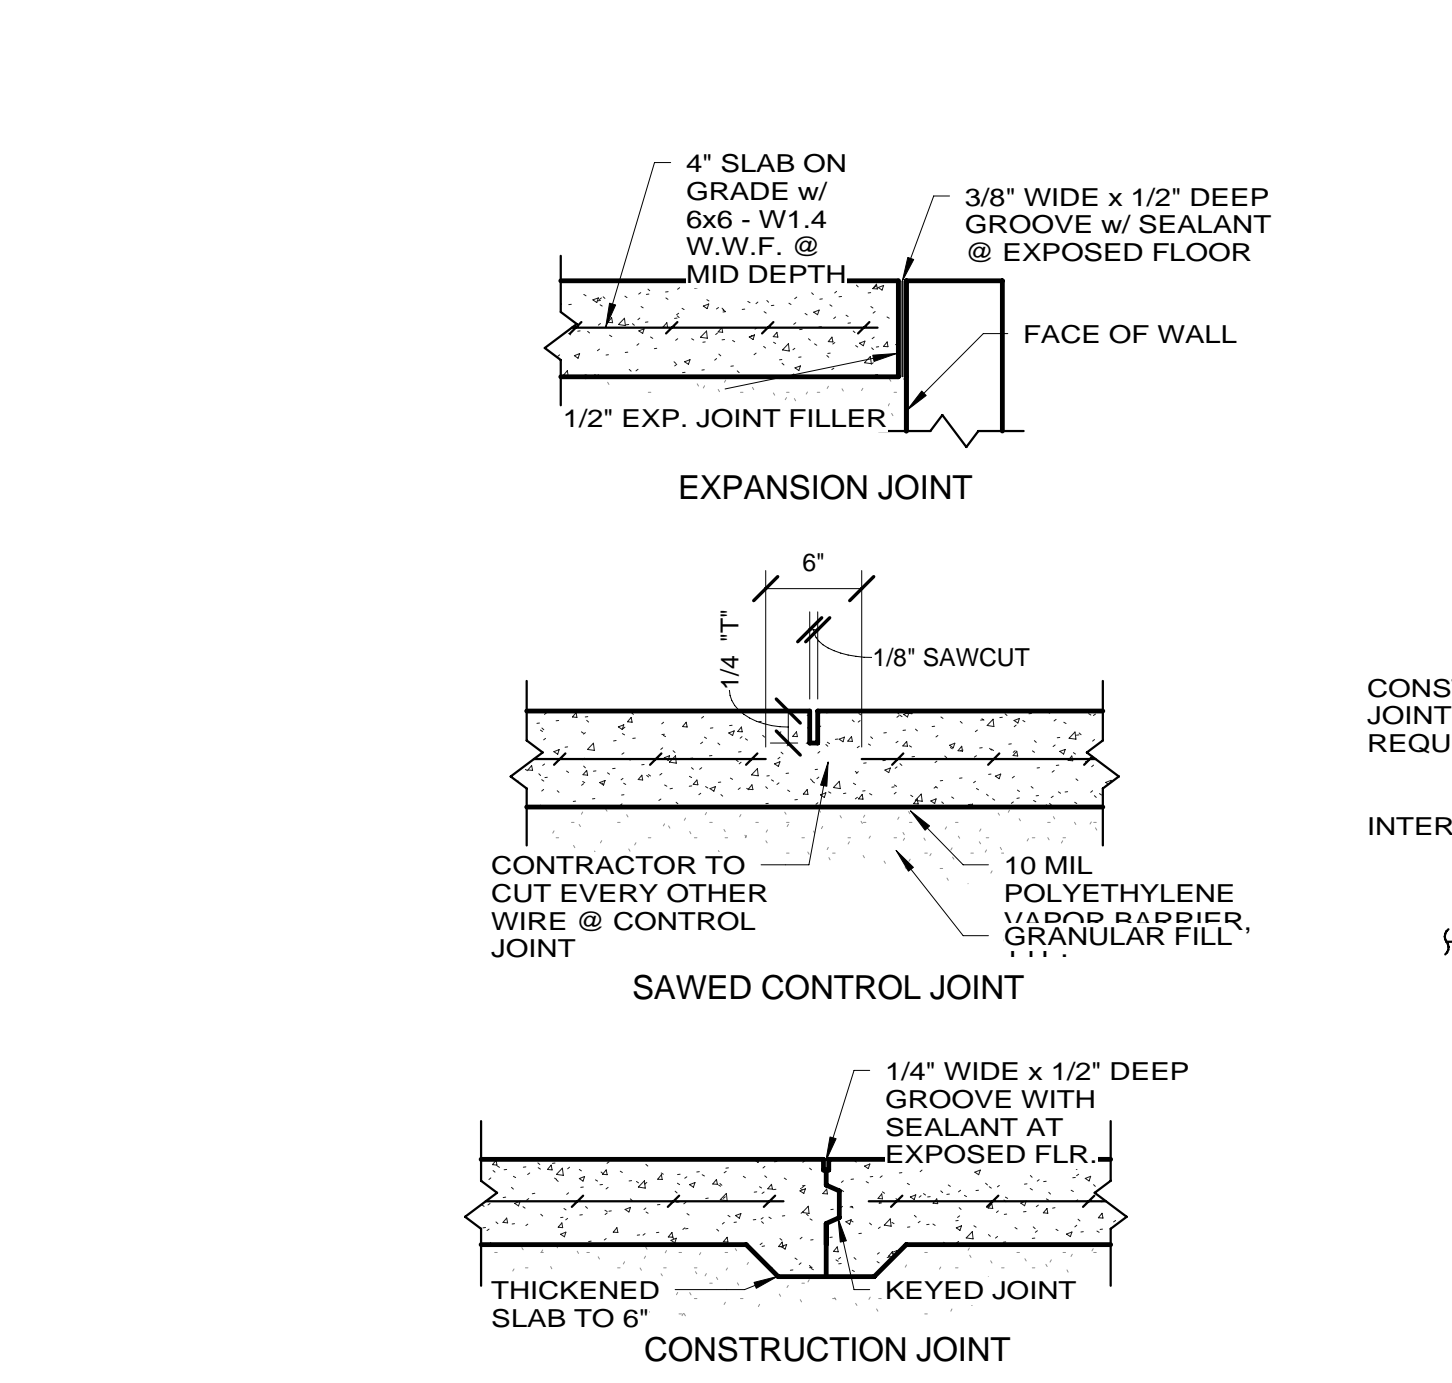 4" SLAB ON
GRADE w/
6x6 - W1.4
W.W.F. @
MID DEPTH
3/8" WIDE x 1/2" DEEP
GROOVE w/ SEALANT
@ EXPOSED FLOOR
FACE OF WALL
1/2" EXP. JOINT FILLER
EXPANSION JOINT
6"
1/4 "T"
1/8" SAWCUT
CONTRACTOR TO
CUT EVERY OTHER
WIRE @ CONTROL
JOINT
10 MIL
POLYETHYLENE
VAPOR BARRIER,
GRANULAR FILL
SAWED CONTROL JOINT
1/4" WIDE x 1/2" DEEP
GROOVE WITH
SEALANT AT
EXPOSED FLR.
THICKENED
SLAB TO 6"
KEYED JOINT
CONSTRUCTION JOINT
CONS
JOINT
REQU
INTER